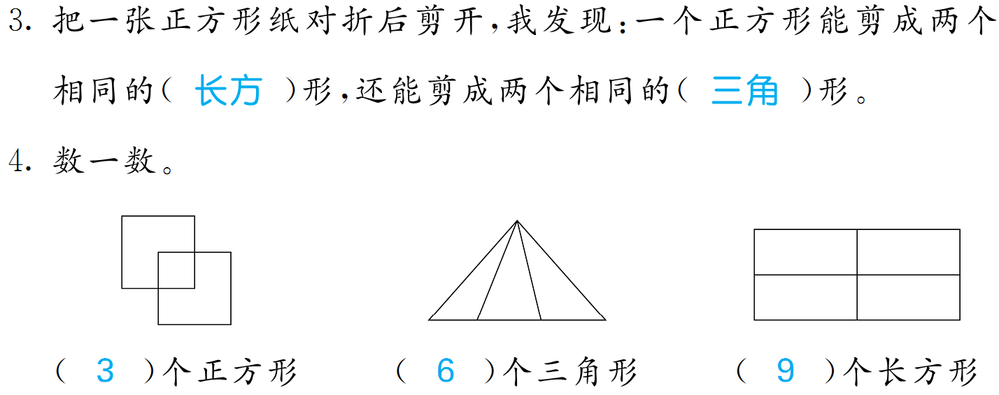 3. 把一张正方形纸对折后剪开,我发现:一个正方形能剪成两个
相同的( 长方 )形,还能剪成两个相同的( 三角 )形。
4. 数一数。
( 3 )个正方形 ( 6 )个三角形 ( 9 )个长方形